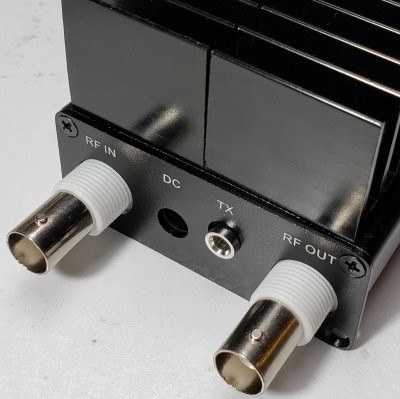 RF IN
DC
TX
RF OUT